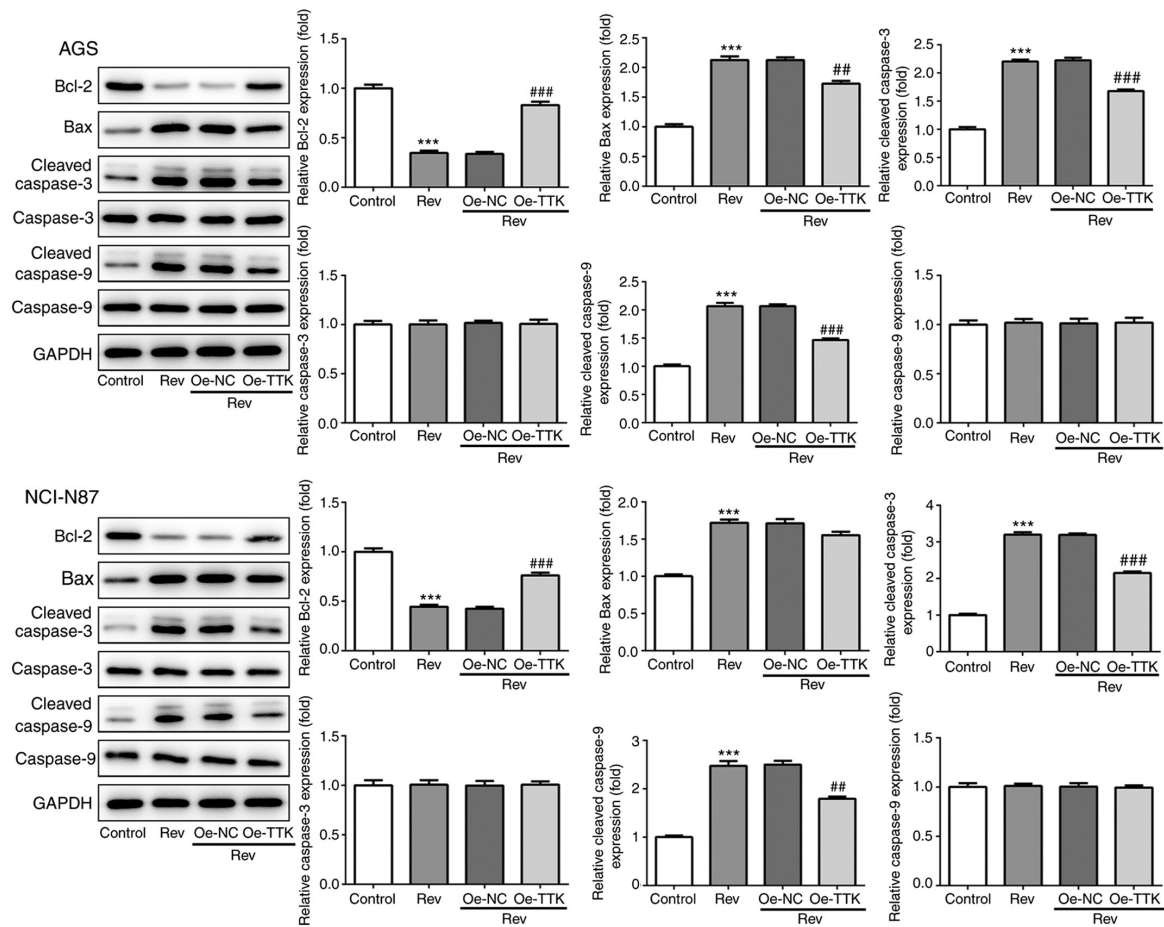 AGS
Bcl-2
Bax
Cleaved
caspase-3
Caspase-3
Cleaved
caspase-9
Caspase-9
GAPDH
Control Rev Oe-NC Oe-TTK
Rev
Relative Bcl-2 expression (fold)
1.5
1.0
0.5
0.0
***
###
Control Rev Oe-NC Oe-TTK
Rev
Relative Bax expression (fold)
2.5
2.0
1.5
1.0
0.5
0.0
***
##
Control Rev Oe-NC Oe-TTK
Rev
Relative cleaved caspase-3
expression (fold)
2.5
2.0
1.5
1.0
0.5
0.0
***
###
Control Rev Oe-NC Oe-TTK
Rev
Relative caspase-3 expression (fold)
1.5
1.0
0.5
0.0
Control Rev Oe-NC Oe-TTK
Rev
Relative cleaved caspase-9
expression (fold)
2.5
2.0
1.5
1.0
0.5
0.0
***
###
Control Rev Oe-NC Oe-TTK
Rev
Relative caspase-9 expression (fold)
1.5
1.0
0.5
0.0
Control Rev Oe-NC Oe-TTK
Rev
NCI-N87
Bcl-2
Bax
Cleaved
caspase-3
Caspase-3
Cleaved
caspase-9
Caspase-9
GAPDH
Control Rev Oe-NC Oe-TTK
Rev
Relative Bcl-2 expression (fold)
1.5
1.0
0.5
0.0
***
###
Control Rev Oe-NC Oe-TTK
Rev
Relative Bax expression (fold)
2.0
1.5
1.0
0.5
0.0
***
Control Rev Oe-NC Oe-TTK
Rev
Relative cleaved caspase-3
expression (fold)
4
3
2
1
0
***
###
Control Rev Oe-NC Oe-TTK
Rev
Relative caspase-3 expression (fold)
1.5
1.0
0.5
0.0
Control Rev Oe-NC Oe-TTK
Rev
Relative cleaved caspase-9
expression (fold)
3
2
1
0
***
##
Control Rev Oe-NC Oe-TTK
Rev
Relative caspase-9 expression (fold)
1.5
1.0
0.5
0.0
Control Rev Oe-NC Oe-TTK
Rev